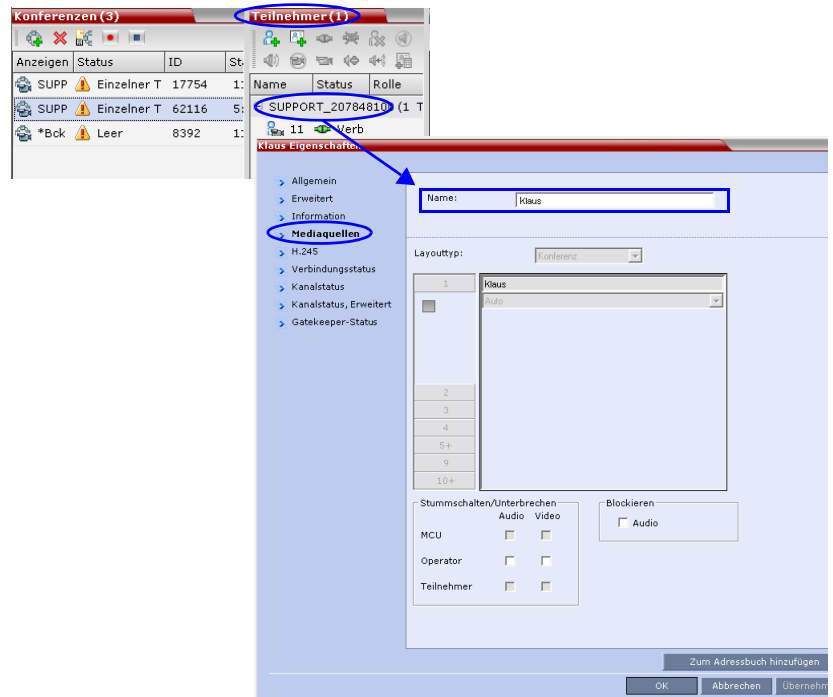 Konferenzen (3)
Anzeigen Status ID
SUPP Einzelner T 17754
SUPP Einzelner T 62116
*Bck Leer 8392
Teilnehmer (1)
Name Status Rolle
(1 T
11 Verb
Klaus Eigenschaften
Allgemein
Erweitert
Information
Mediaquellen
H.245
Verbindungsstatus
Kanalstatus
Kanalstatus, Erweitert
Gatekeeper-Status
Name: Klaus
Layouttyp: Konferenz
1 Klaus
Auto
2
3
4
5+
9
10+
Stummschalten/Unterbrechen
Audio Video
MCU
Operator
Teilnehmer
Blockieren
Audio
Zum Adressbuch hinzufügen
OK Abbrechen Übernehm